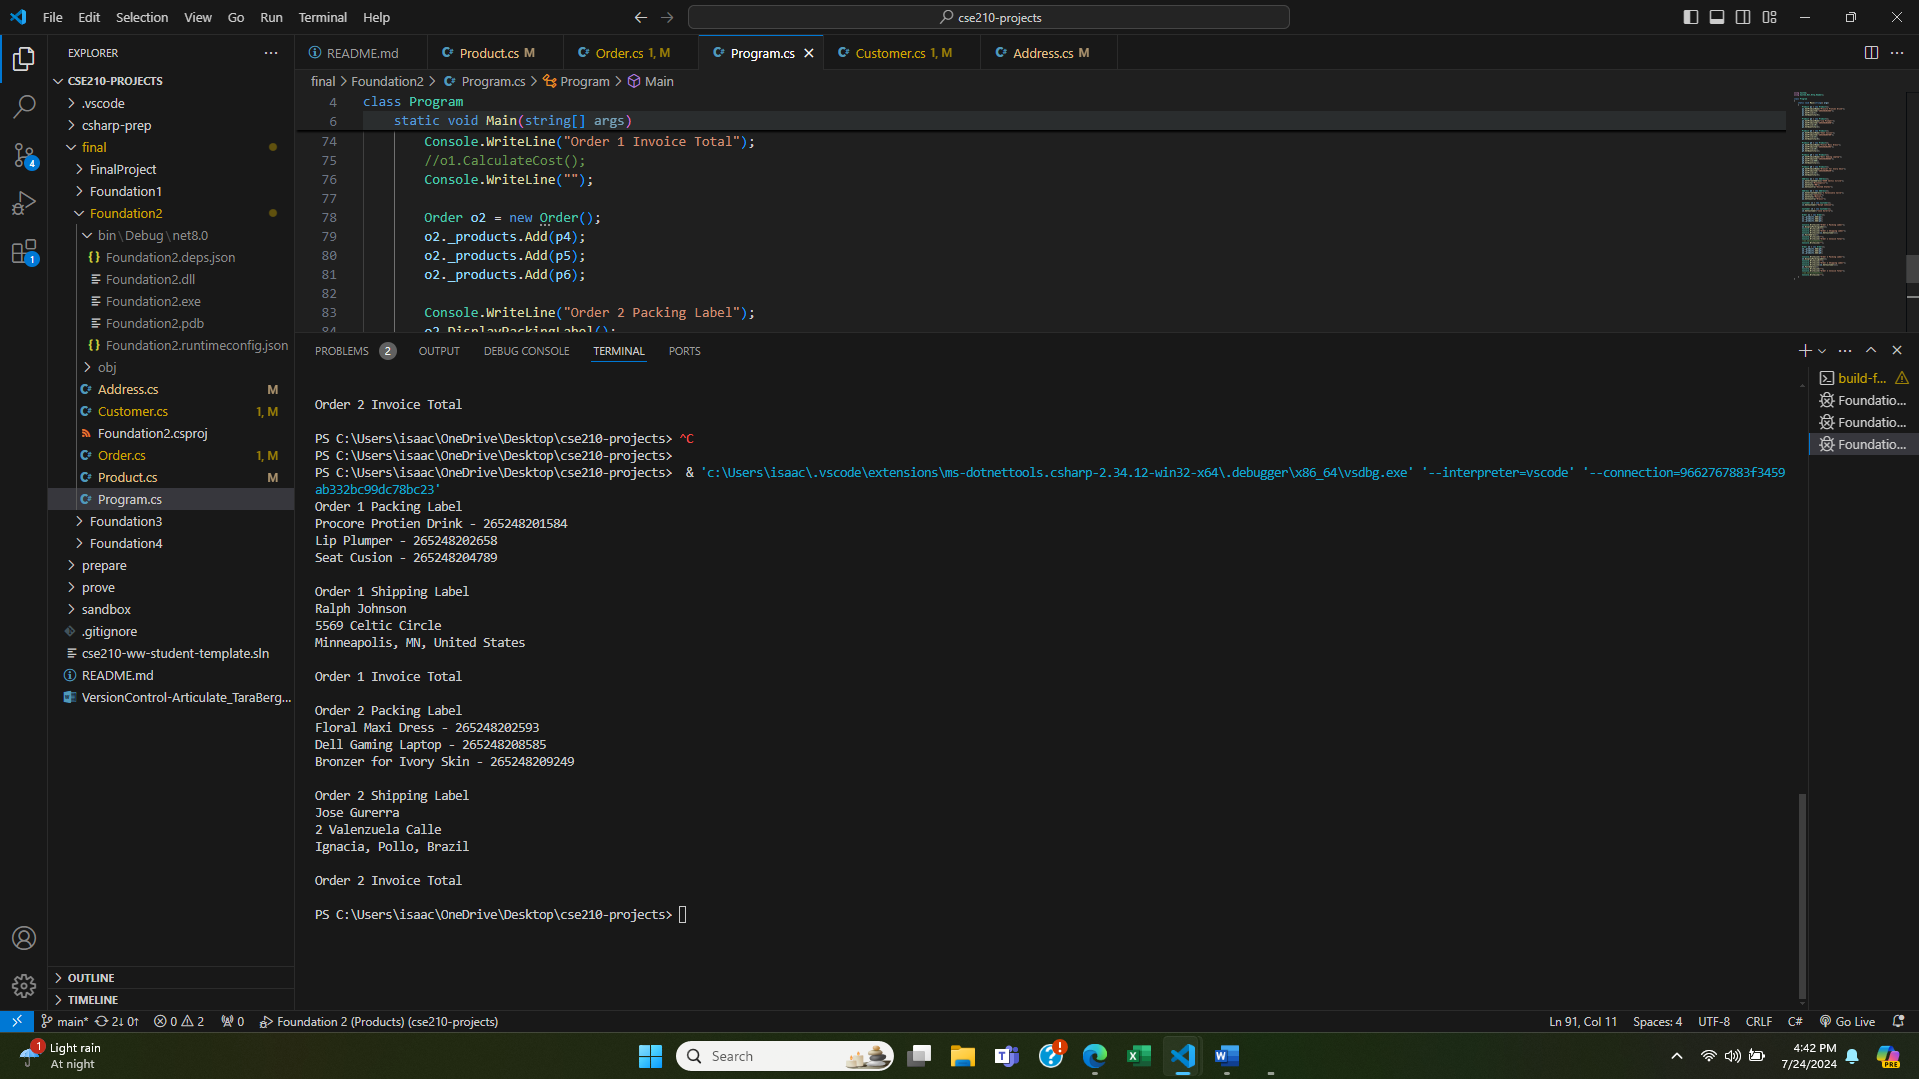 File Edit Selection View Go Run Terminal Help
cse210-projects
EXPLORER
CSE210-PROJECTS
.vscode
csharp-prep
final
FinalProject
Foundation1
Foundation2
bin\Debug\net8.0
Foundation2.deps.json
Foundation2.dll
Foundation2.exe
Foundation2.pdb
Foundation2.runtimeconfig.json
obj
Address.cs M
Customer.cs 1, M
Foundation2.csproj
Order.cs 1, M
Product.cs M
Program.cs
Foundation3
Foundation4
prepare
prove
sandbox
.gitignore
cse210-ww-student-template.sln
README.md
VersionControl-Articulate_TaraBerg...
OUTLINE
TIMELINE
4
1
README.md Product.cs M Order.cs 1, M Program.cs Customer.cs 1, M Address.cs M
final > Foundation2 > Program.cs > Program > Main
4 class Program
6 static void Main(string[] args)
74 Console.WriteLine("Order 1 Invoice Total");
75 //o1.CalculateCost();
76 Console.WriteLine("");
77
78 Order o2 = new Order();
79 o2._products.Add(p4);
80 o2._products.Add(p5);
81 o2._products.Add(p6);
82
83 Console.WriteLine("Order 2 Packing Label");
84 o2.DisplayPackingLabel();
PROBLEMS 2 OUTPUT DEBUG CONSOLE TERMINAL PORTS
build-f...
Foundatio...
Foundatio...
Foundatio...
Order 2 Invoice Total
PS C:\Users\isaac\OneDrive\Desktop\cse210-projects> ^C
PS C:\Users\isaac\OneDrive\Desktop\cse210-projects>
PS C:\Users\isaac\OneDrive\Desktop\cse210-projects> & 'c:\Users\isaac\.vscode\extensions\ms-dotnettools.csharp-2.34.12-win32-x64\.debugger\x86_64\vsdbg.exe' '--interpreter=vscode' '--connection=9662767883f3459
ab332bc99dc78bc23'
Order 1 Packing Label
Procore Protien Drink - 265248201584
Lip Plumper - 265248202658
Seat Cusion - 265248204789
Order 1 Shipping Label
Ralph Johnson
5569 Celtic Circle
Minneapolis, MN, United States
Order 1 Invoice Total
Order 2 Packing Label
Floral Maxi Dress - 265248202593
Dell Gaming Laptop - 265248208585
Bronzer for Ivory Skin - 265248209249
Order 2 Shipping Label
Jose Gurerra
2 Valenzuela Calle
Ignacia, Pollo, Brazil
Order 2 Invoice Total
PS C:\Users\isaac\OneDrive\Desktop\cse210-projects>
main* 2↓ 0↑ 0 2 0 Foundation 2 (Products) (cse210-projects) Ln 91, Col 11 Spaces: 4 UTF-8 CRLF C# Go Live
1 Light rain
At night
Search
4:42 PM
7/24/2024
PRE